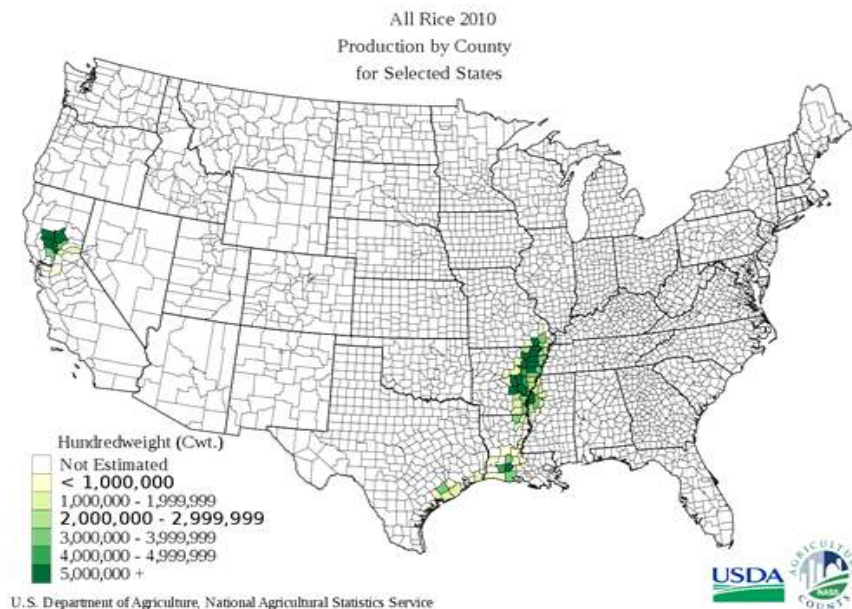 All Rice 2010
Production by County
for Selected States
Hundredweight (Cwt.)
Not Estimated
< 1,000,000
1,000,000 - 1,999,999
2,000,000 - 2,999,999
3,000,000 - 3,999,999
4,000,000 - 4,999,999
5,000,000 +
USDA
NASS
COUNTS
U.S. Department of Agriculture, National Agricultural Statistics Service